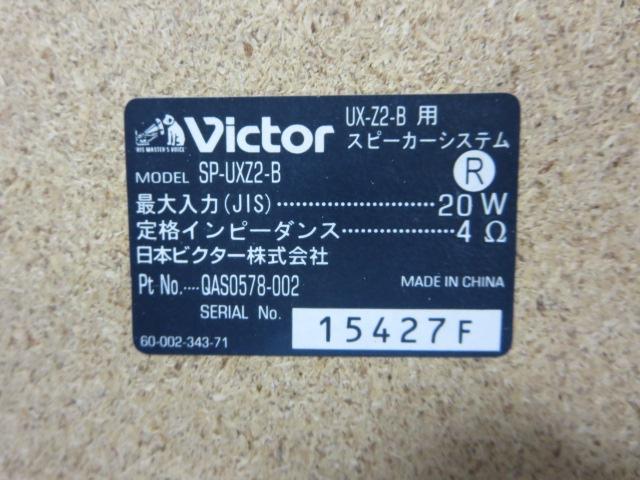 HIS MASTER'S VOICE
Victor
UX-Z2-B 用
スピーカーシステム
MODEL SP-UXZ2-B
R
最大入力(JIS)……………………20 W
定格インピーダンス………………4 Ω
日本ビクター株式会社
Pt No.....QAS0578-002
MADE IN CHINA
SERIAL No. 15427F
60-002-343-71